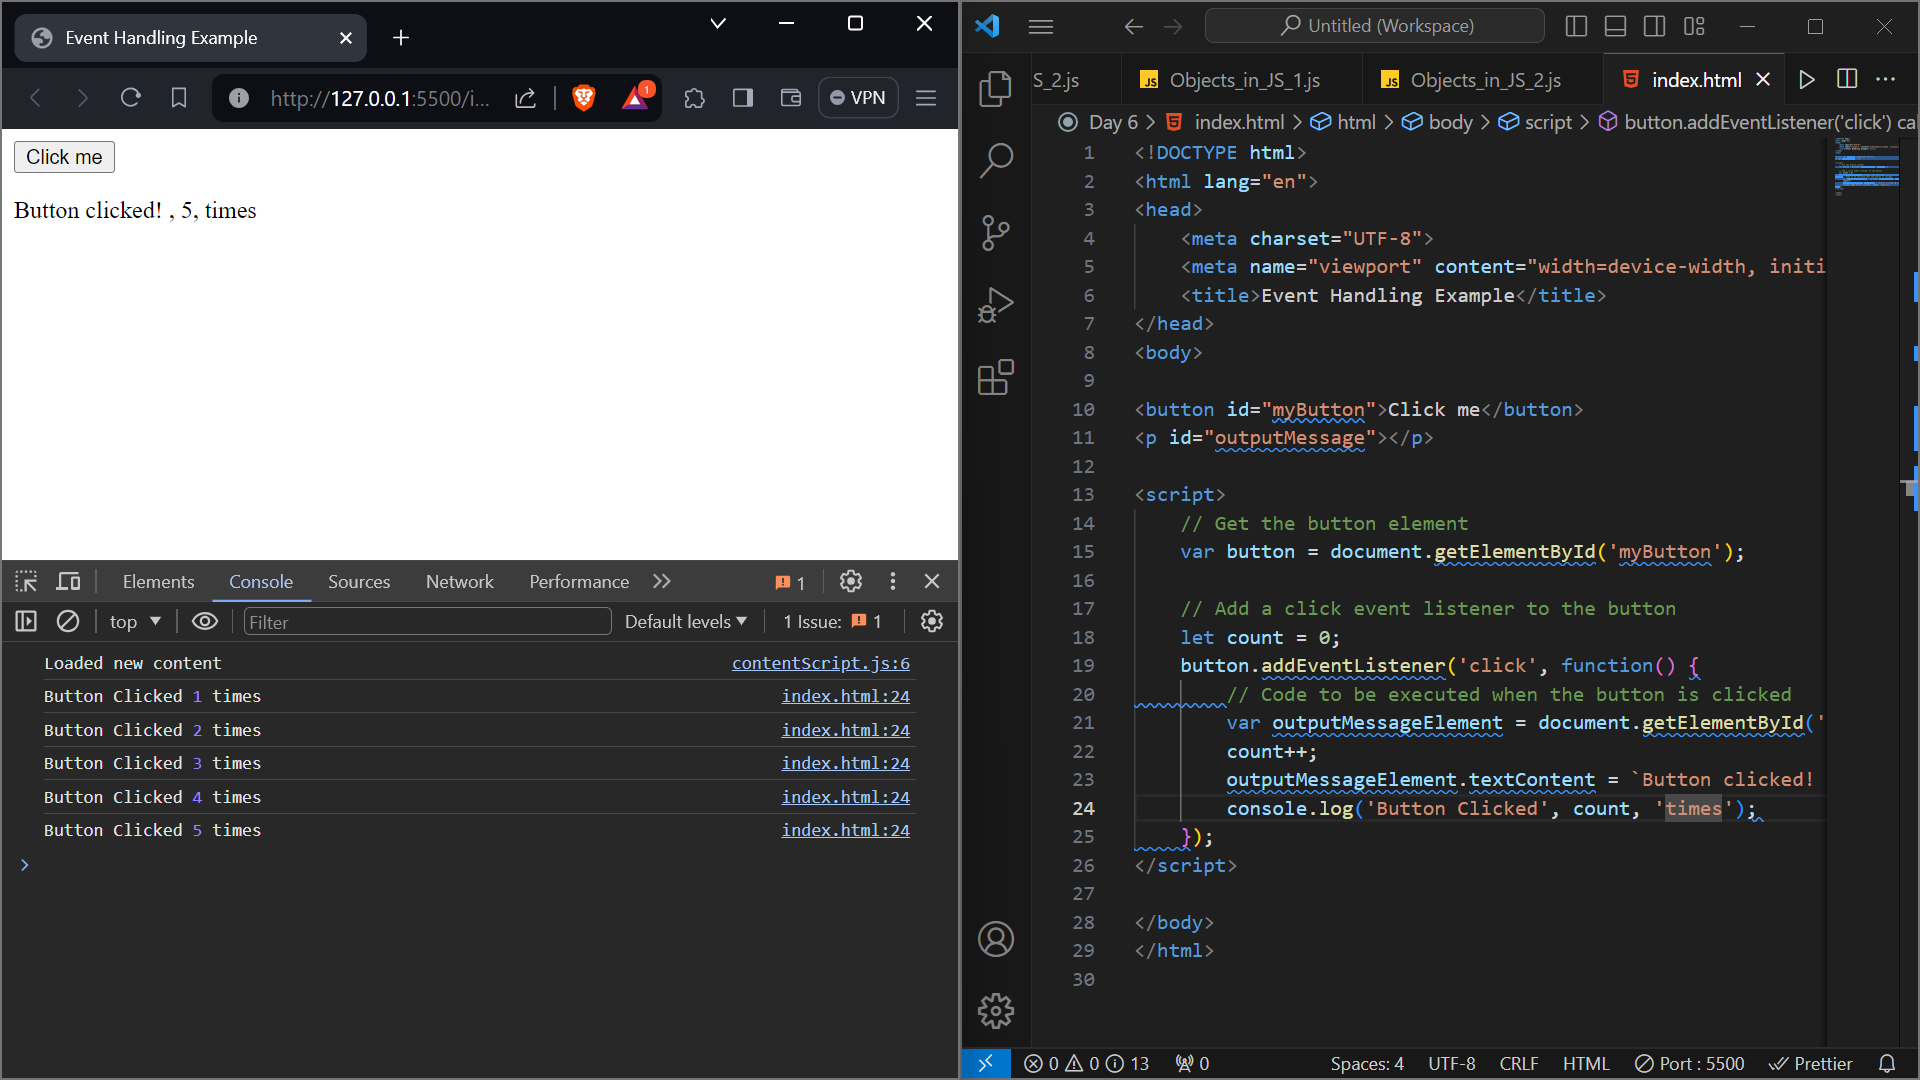 Event Handling Example
http://127.0.0.1:5500/i...
1
VPN
Click me
Button clicked! , 5, times
Elements
Console
Sources
Network
Performance
1
top
Filter
Default levels
1 Issue:
1
Loaded new content
contentScript.js:6
Button Clicked 1 times
index.html:24
Button Clicked 2 times
index.html:24
Button Clicked 3 times
index.html:24
Button Clicked 4 times
index.html:24
Button Clicked 5 times
index.html:24
Untitled (Workspace)
S_2.js
JS Objects_in_JS_1.js
JS Objects_in_JS_2.js
index.html
Day 6 > index.html > html > body > script > button.addEventListener('click') cal
1 <!DOCTYPE html>
2 <html lang="en">
3 <head>
4 <meta charset="UTF-8">
5 <meta name="viewport" content="width=device-width, initi
6 <title>Event Handling Example</title>
7 </head>
8 <body>
9
10 <button id="myButton">Click me</button>
11 <p id="outputMessage"></p>
12
13 <script>
14 // Get the button element
15 var button = document.getElementById('myButton');
16
17 // Add a click event listener to the button
18 let count = 0;
19 button.addEventListener('click', function() {
20 // Code to be executed when the button is clicked
21 var outputMessageElement = document.getElementById('
22 count++;
23 outputMessageElement.textContent = `Button clicked!
24 console.log('Button Clicked', count, 'times');
25 });
26 </script>
27
28 </body>
29 </html>
30
0 0 13
0
Spaces: 4
UTF-8
CRLF
HTML
Port : 5500
Prettier